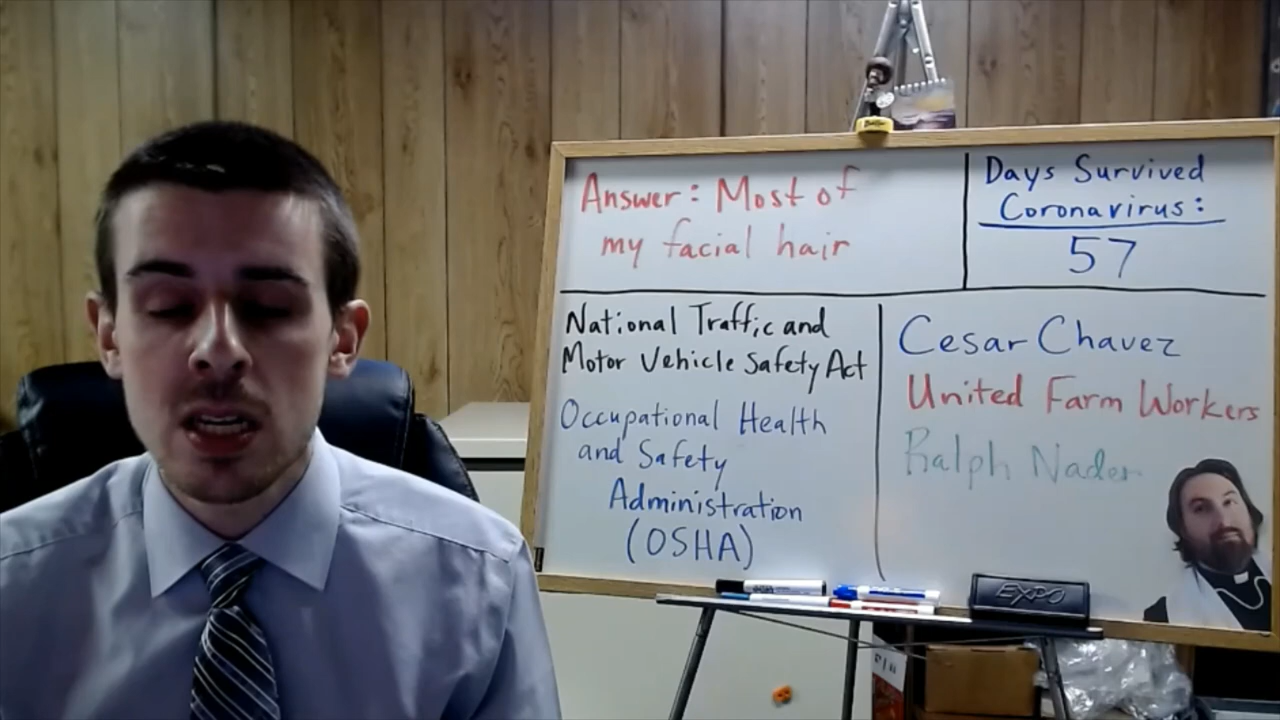 Answer: Most of
my facial hair
Days Survived
Coronavirus:
57
National Traffic and
Motor Vehicle Safety Act
Occupational Health
and Safety
Administration
(OSHA)
Cesar Chavez
United Farm Workers
Ralph Nader
EXPO